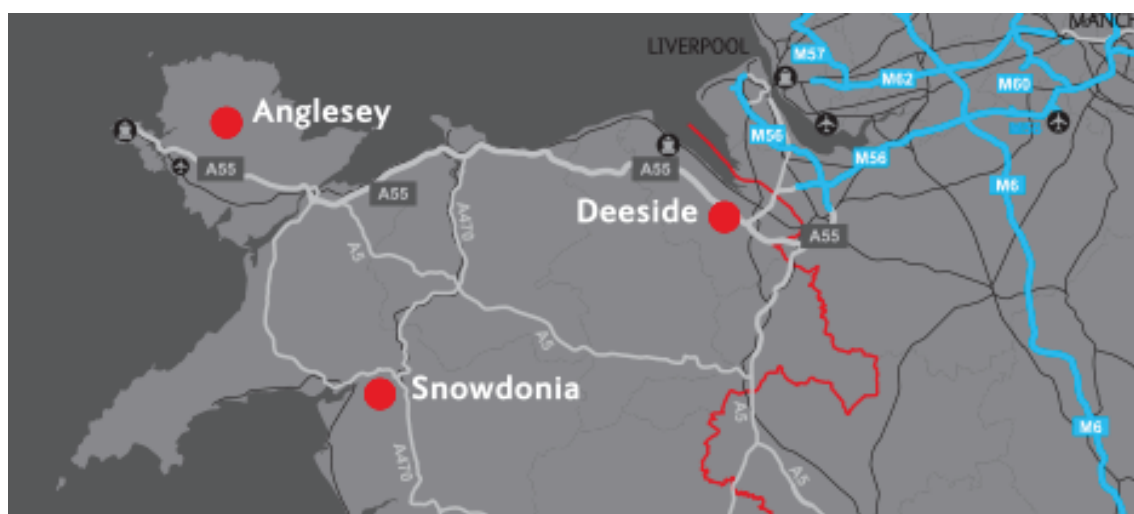 MANCH
LIVERPOOL
M57
M62
M60
Anglesey
M56
M56
A55
A55
A55
M6
Deeside
A470
A55
A5
A5
Snowdonia
A5
M6
A470
A5